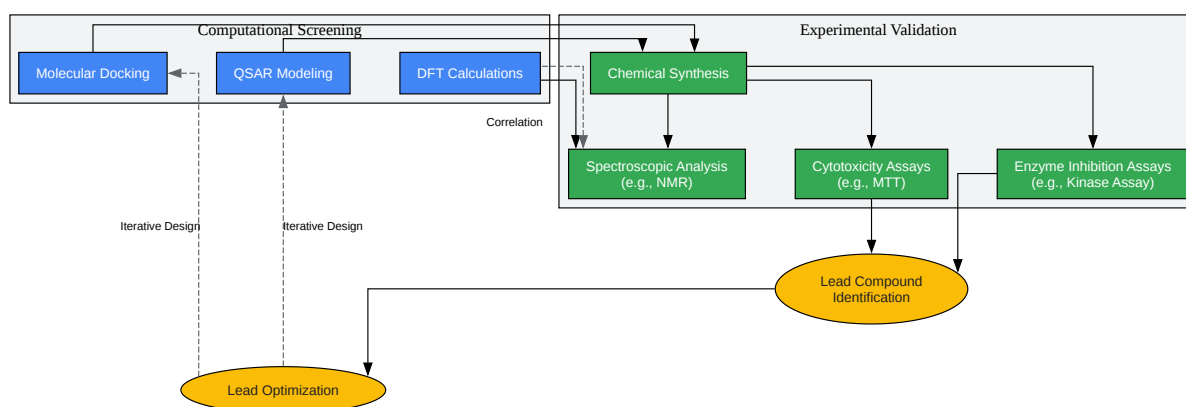 Computational Screening
Experimental Validation
Molecular Docking
QSAR Modeling
DFT Calculations
Chemical Synthesis
Correlation
Spectroscopic Analysis
(e.g., NMR)
Cytotoxicity Assays
(e.g., MTT)
Enzyme Inhibition Assays
(e.g., Kinase Assay)
Iterative Design
Iterative Design
Lead Compound
Identification
Lead Optimization